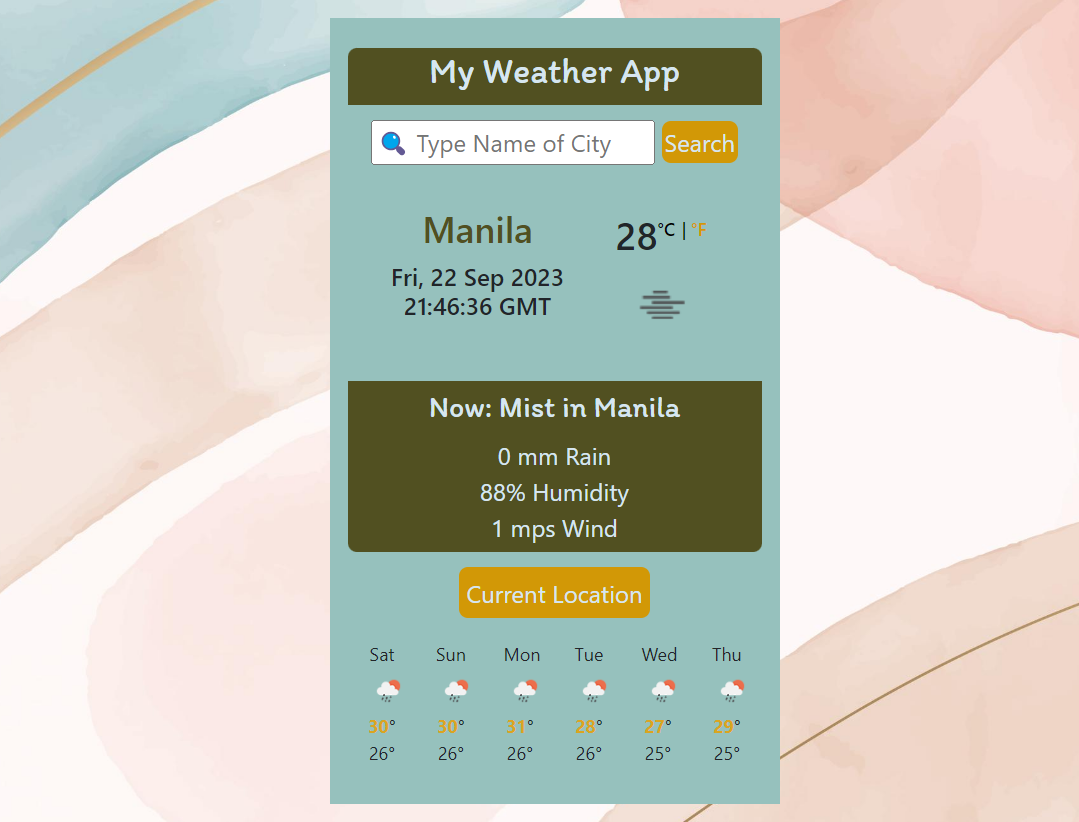 My Weather App
Type Name of City Search
Manila
28°C | °F
Fri, 22 Sep 2023
21:46:36 GMT
Now: Mist in Manila
0 mm Rain
88% Humidity
1 mps Wind
Current Location
Sat Sun Mon Tue Wed Thu
30° 30° 31° 28° 27° 29°
26° 26° 26° 26° 25° 25°